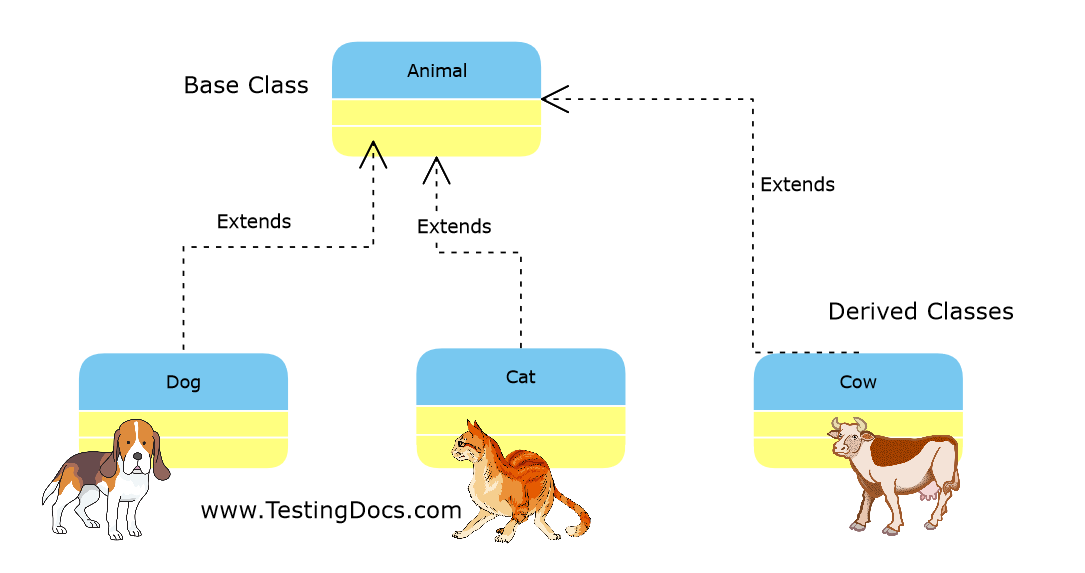 Animal
Base Class
Extends
Extends
Extends
Derived Classes
Dog
Cat
Cow
www.TestingDocs.com